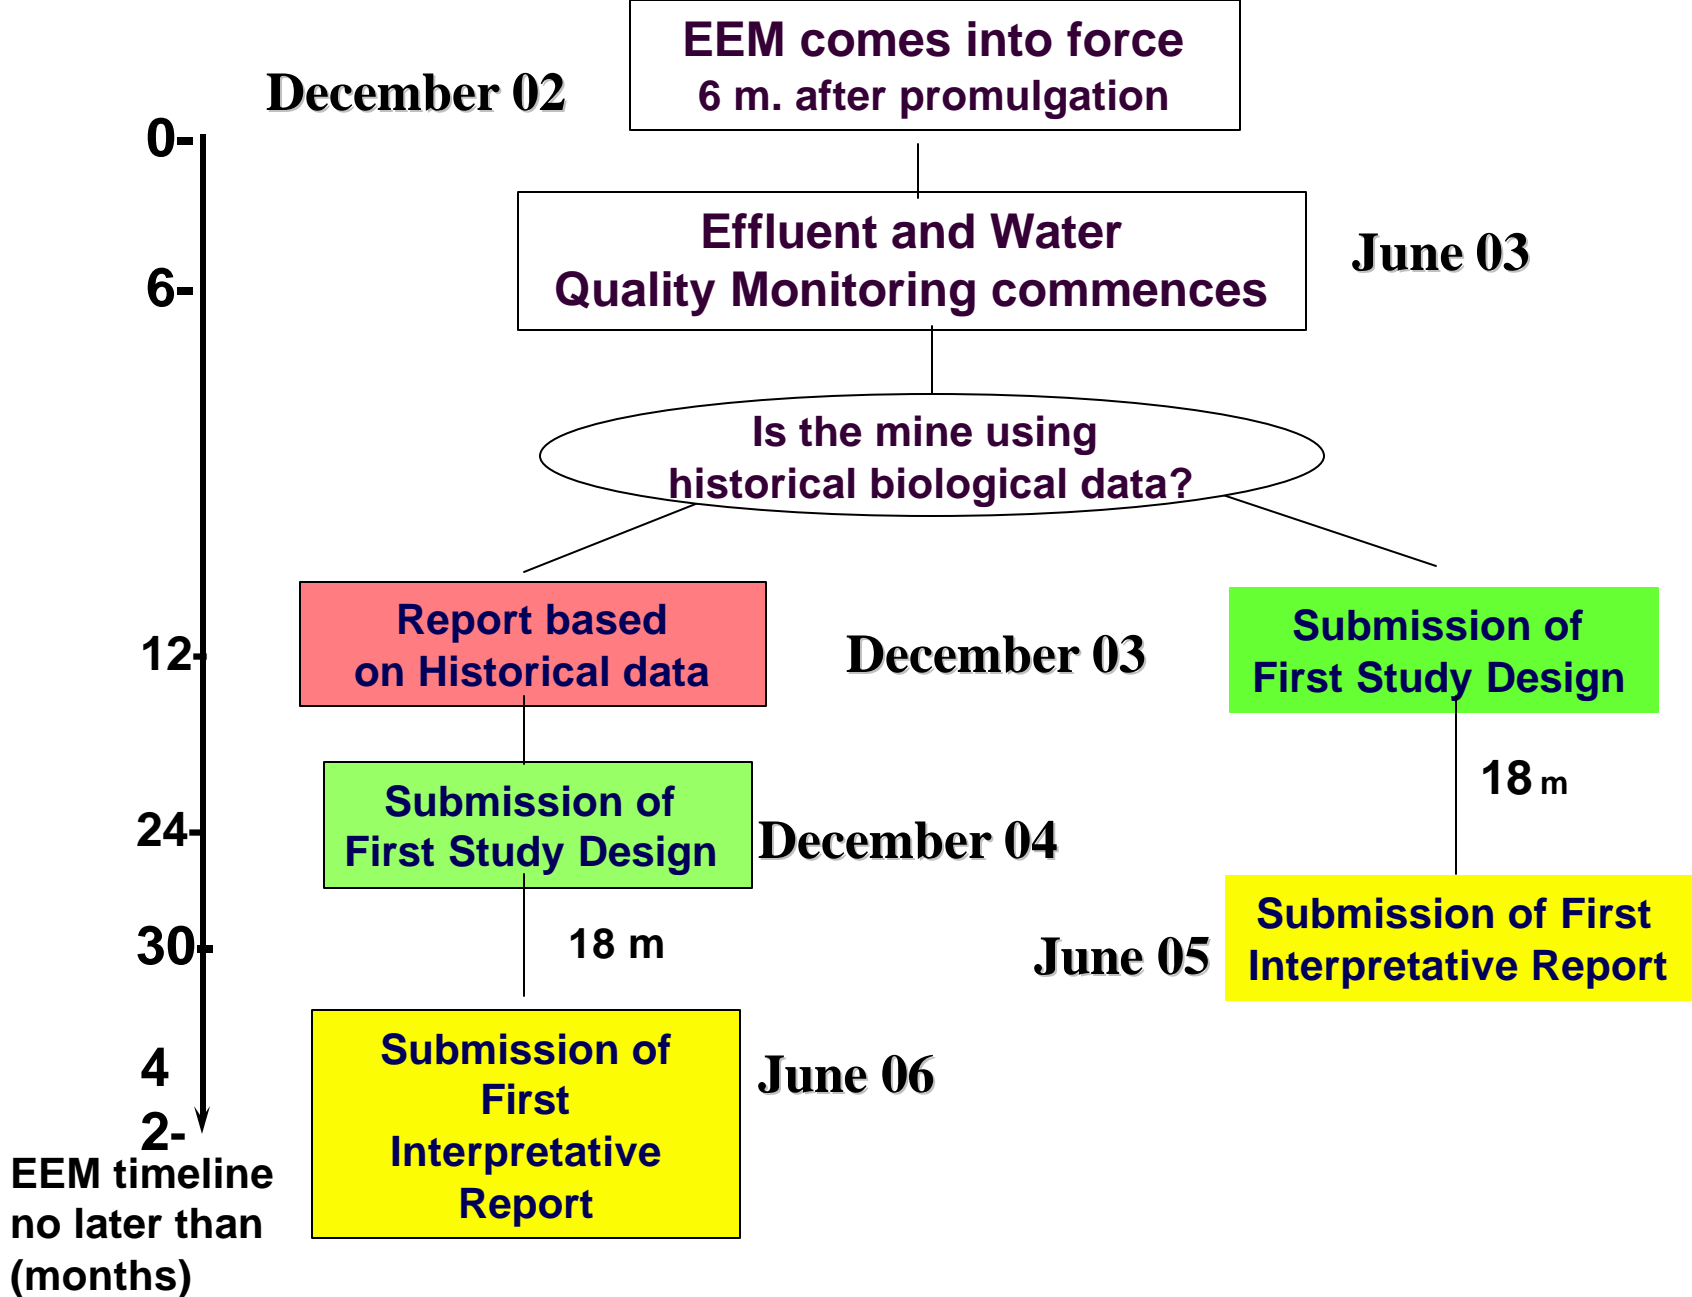 EEM comes into force
6 m. after promulgation
December 02
0-
Effluent and Water
Quality Monitoring commences
June 03
6-
Is the mine using
historical biological data?
Report based
on Historical data
December 03
Submission of
First Study Design
12-
18 m
Submission of
First Study Design
December 04
24-
18 m
June 05
Submission of First
Interpretative Report
30-
Submission of
First
Interpretative
Report
June 06
4
2-
EEM timeline
no later than
(months)